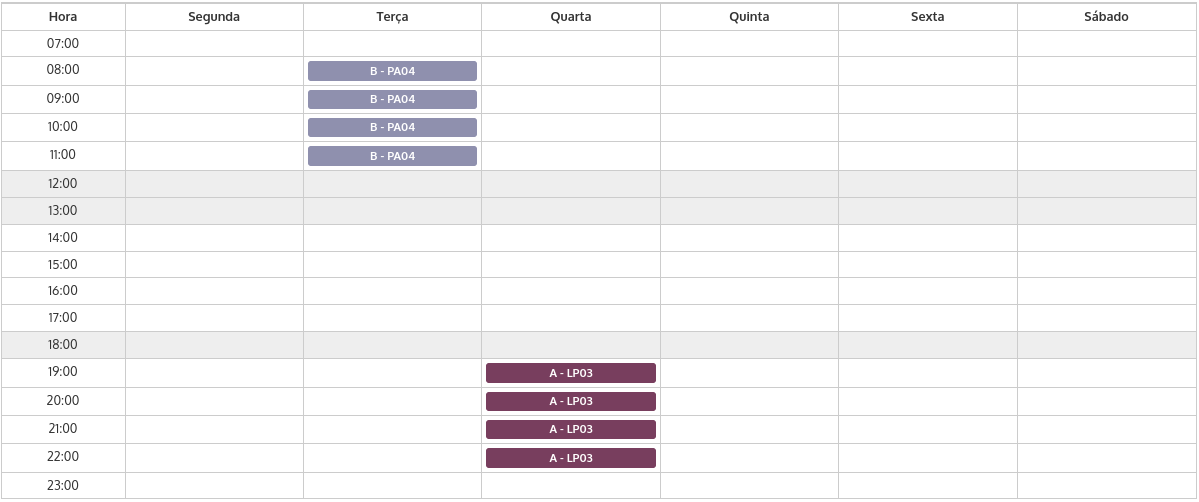 Hora Segunda Terça Quarta Quinta Sexta Sábado
07:00
08:00 B - PA04
09:00 B - PA04
10:00 B - PA04
11:00 B - PA04
12:00
13:00
14:00
15:00
16:00
17:00
18:00
19:00 A - LP03
20:00 A - LP03
21:00 A - LP03
22:00 A - LP03
23:00